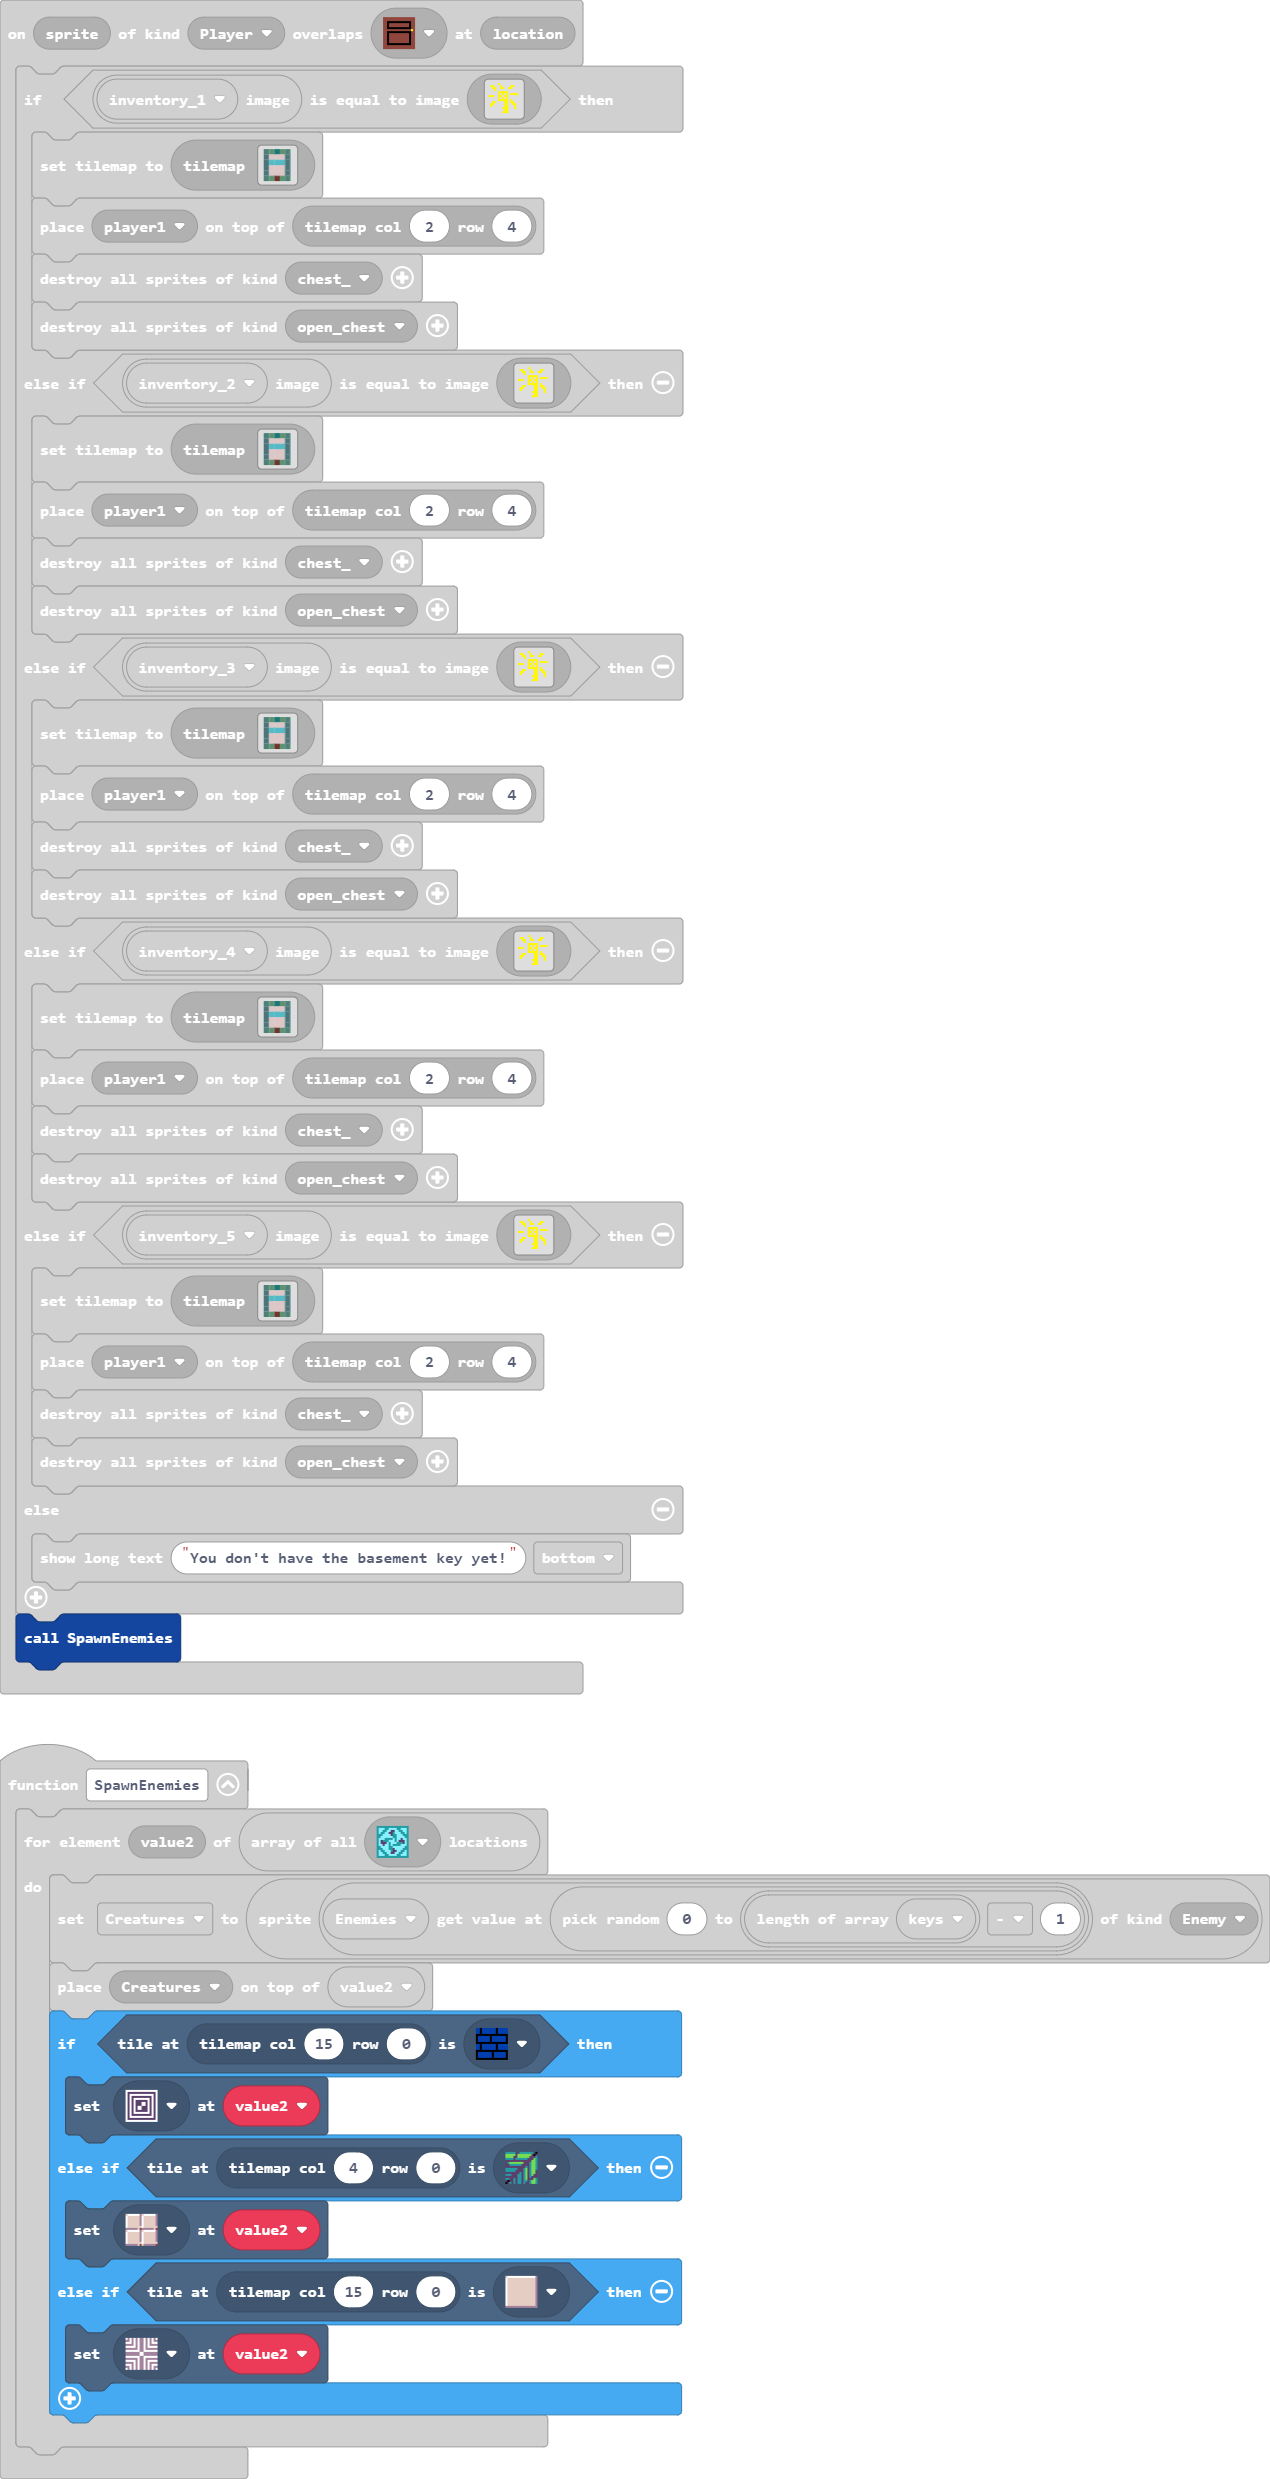 on sprite of kind Player overlaps at location
if inventory_1 image is equal to image then
set tilemap to tilemap
place player1 on top of tilemap col 2 row 4
destroy all sprites of kind chest_
destroy all sprites of kind open_chest
else if inventory_2 image is equal to image then
set tilemap to tilemap
place player1 on top of tilemap col 2 row 4
destroy all sprites of kind chest_
destroy all sprites of kind open_chest
else if inventory_3 image is equal to image then
set tilemap to tilemap
place player1 on top of tilemap col 2 row 4
destroy all sprites of kind chest_
destroy all sprites of kind open_chest
else if inventory_4 image is equal to image then
set tilemap to tilemap
place player1 on top of tilemap col 2 row 4
destroy all sprites of kind chest_
destroy all sprites of kind open_chest
else if inventory_5 image is equal to image then
set tilemap to tilemap
place player1 on top of tilemap col 2 row 4
destroy all sprites of kind chest_
destroy all sprites of kind open_chest
else
show long text "You don't have the basement key yet!" bottom
call SpawnEnemies
function SpawnEnemies
for element value2 of array of all locations
do
set Creatures to sprite Enemies get value at pick random 0 to length of array keys - 1 of kind Enemy
place Creatures on top of value2
if tile at tilemap col 15 row 0 is then
set at value2
else if tile at tilemap col 4 row 0 is then
set at value2
else if tile at tilemap col 15 row 0 is then
set at value2